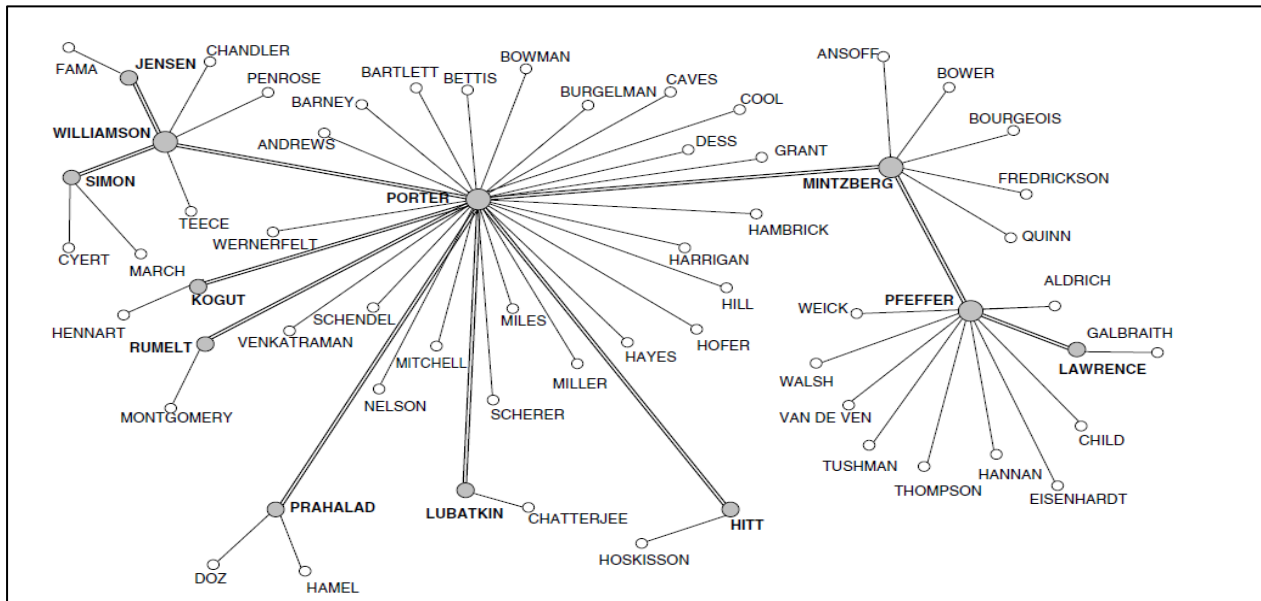 BOWMAN
CHANDLER
ANSOFF
JENSEN
FAMA
PENROSE
BARTLETT
BETTIS
CAVES
BOWER
BARNEY
BURGELMAN
COOL
BOURGEOIS
WILLIAMSON
ANDREWS
DESS
GRANT
SIMON
MINTZBERG
FREDRICKSON
PORTER
TEECE
HAMBRICK
WERNERFELT
QUINN
CYERT
MARCH
HARRIGAN
ALDRICH
KOGUT
HILL
PFEFFER
WEICK
SCHENDEL
MILES
HENNART
VENKATRAMAN
GALBRAITH
RUMELT
HOFER
HAYES
MITCHELL
LAWRENCE
MILLER
WALSH
NELSON
SCHERER
MONTGOMERY
VAN DE VEN
CHILD
TUSHMAN
HANNAN
THOMPSON
EISENHARDT
PRAHALAD
LUBATKIN
CHATTERJEE
HITT
HOSKISSON
DOZ
HAMEL